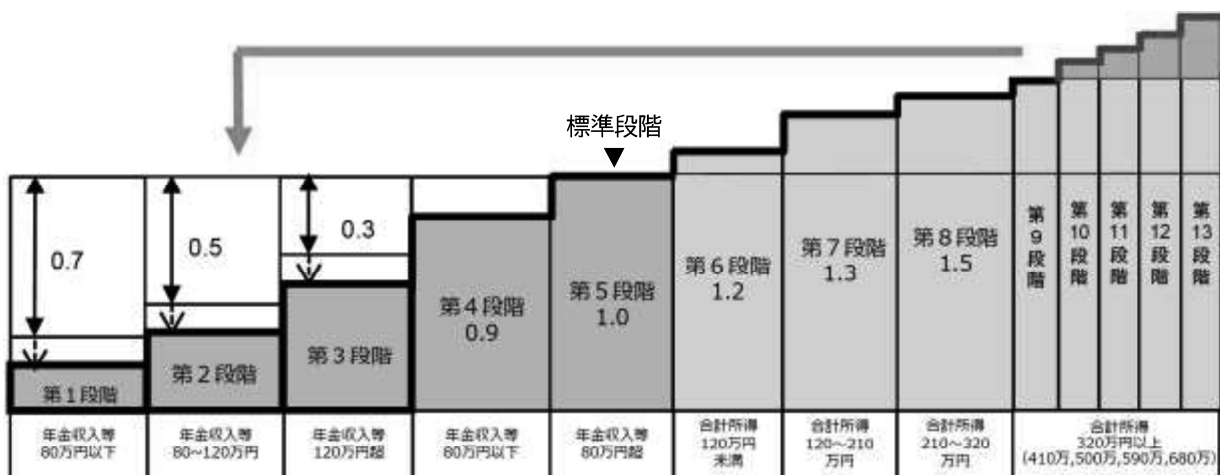 標準段階
▼
0.7
0.5
0.3
第1段階
第2段階
第3段階
第4段階
0.9
第5段階
1.0
第6段階
1.2
第7段階
1.3
第8段階
1.5
第9段階
第10段階
第11段階
第12段階
第13段階
年金収入等
80万円以下
年金収入等
80~120万円
年金収入等
120万円超
年金収入等
80万円以下
年金収入等
80万円超
合計所得
120万円
未満
合計所得
120～210
万円
合計所得
210～320
万円
合計所得
320万円以上
(410万,500万,590万,680万)